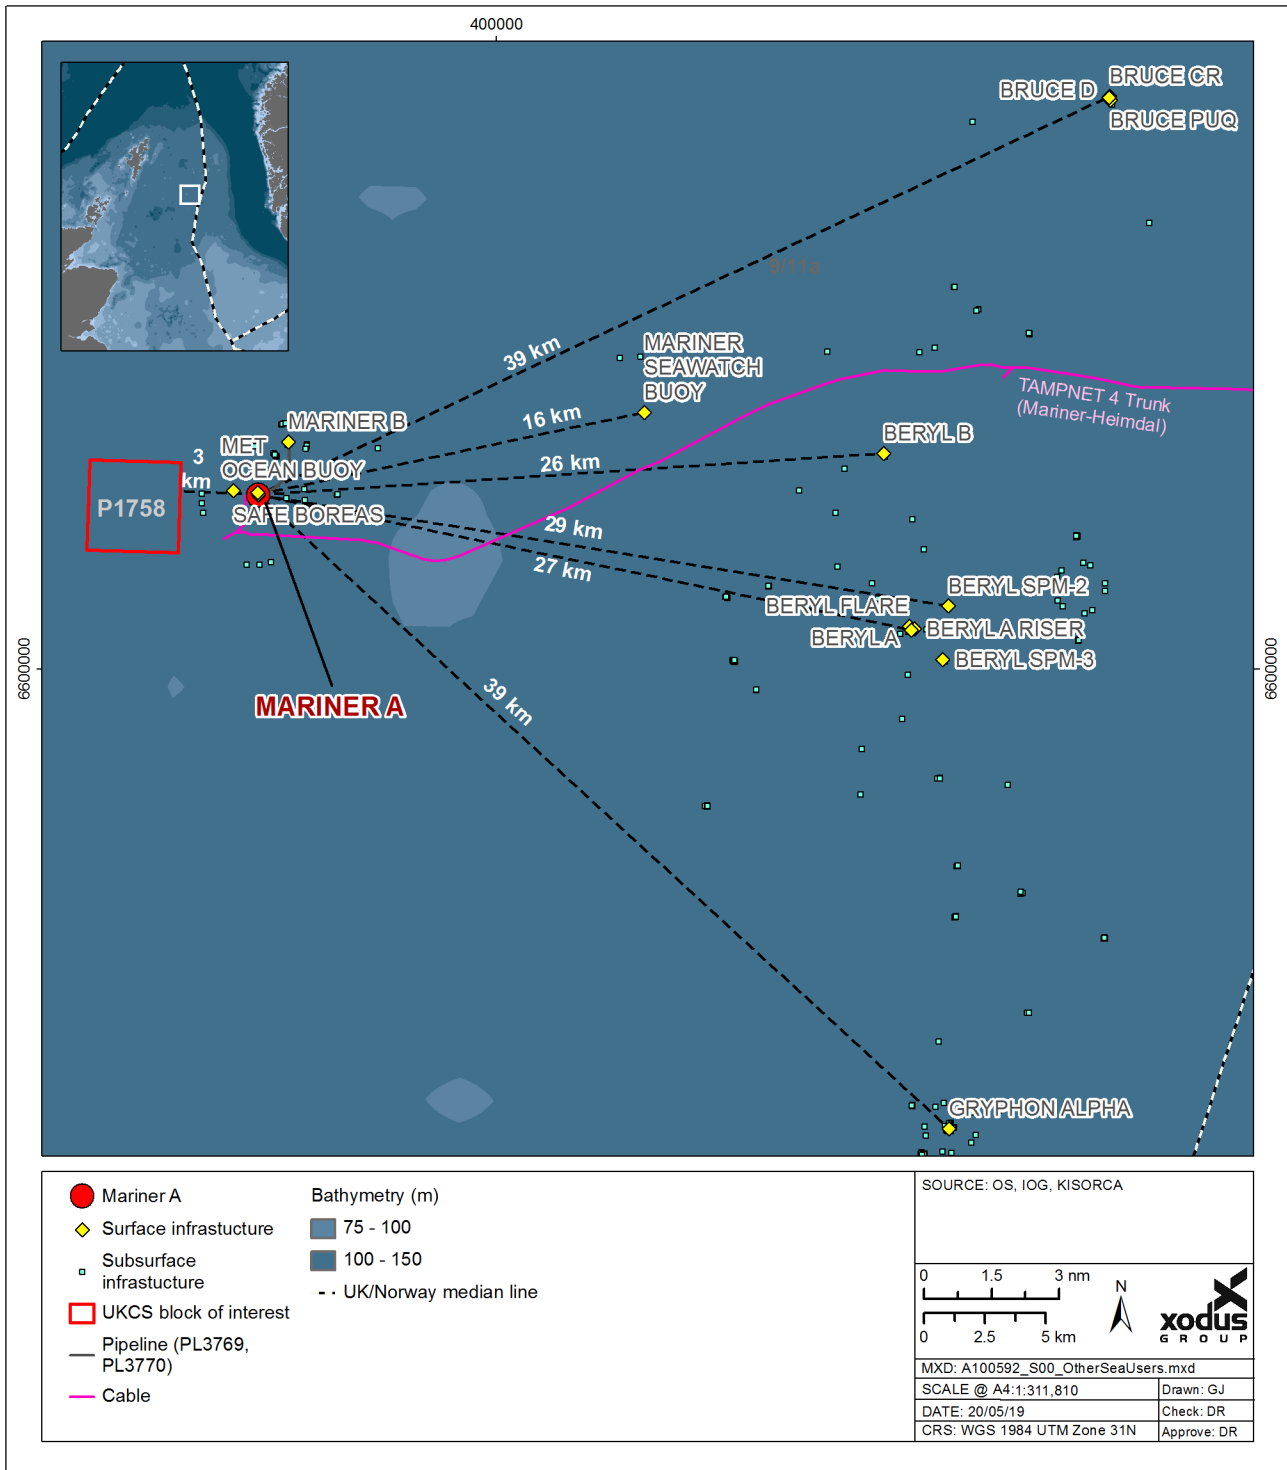 400000
BRUCE CR
BRUCE D
BRUCE PUQ
9/11a
39 km
MARINER
SEAWATCH
BUOY
16 km
TAMPNET 4 Trunk
(Mariner-Heimdal)
MARINER B
MET
OCEAN BUOY
BERYL B
26 km
3
km
P1758
SAFE BOREAS
29 km
27 km
BERYL SPM-2
BERYL FLARE
BERYL A RISER
BERYL A
BERYL SPM-3
6600000
6600000
MARINER A
39 km
GRYPHON ALPHA
Mariner A
Surface infrastucture
Subsurface
infrastucture
UKCS block of interest
Pipeline (PL3769,
PL3770)
Cable
Bathymetry (m)
75 - 100
100 - 150
UK/Norway median line
SOURCE: OS, IOG, KISORCA
0 1.5 3 nm
0 2.5 5 km
N
xodus
GROUP
MXD: A100592_S00_OtherSeaUsers.mxd
SCALE @ A4:1:311,810
Drawn: GJ
DATE: 20/05/19
Check: DR
CRS: WGS 1984 UTM Zone 31N
Approve: DR